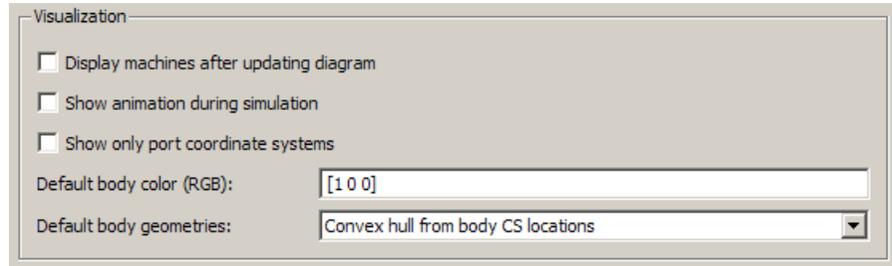 Visualization
Display machines after updating diagram
Show animation during simulation
Show only port coordinate systems
Default body color (RGB): [1 0 0]
Default body geometries: Convex hull from body CS locations